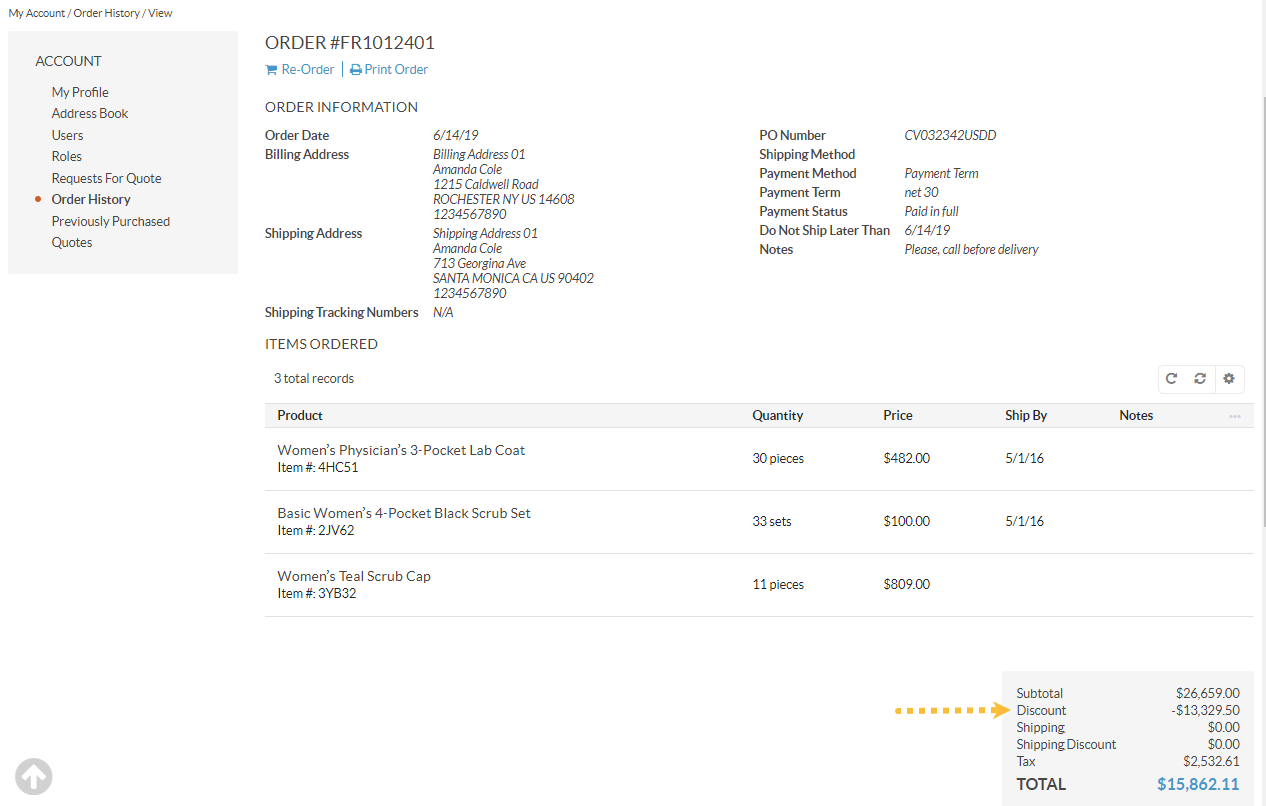 My Account / Order History / View
ACCOUNT
My Profile
Address Book
Users
Roles
Requests For Quote
Order History
Previously Purchased
Quotes
ORDER #FR1012401
Re-Order | Print Order
ORDER INFORMATION
Order Date 6/14/19
Billing Address Billing Address 01
Amanda Cole
1215 Caldwell Road
ROCHESTER NY US 14608
1234567890
Shipping Address Shipping Address 01
Amanda Cole
713 Georgina Ave
SANTA MONICA CA US 90402
1234567890
Shipping Tracking Numbers N/A
PO Number CV032342USDD
Shipping Method
Payment Method Payment Term
Payment Term net 30
Payment Status Paid in full
Do Not Ship Later Than 6/14/19
Notes Please, call before delivery
ITEMS ORDERED
3 total records
Product Quantity Price Ship By Notes ...
Women's Physician's 3-Pocket Lab Coat
Item #: 4HC51
30 pieces $482.00 5/1/16
Basic Women's 4-Pocket Black Scrub Set
Item #: 2JV62
33 sets $100.00 5/1/16
Women's Teal Scrub Cap
Item #: 3YB32
11 pieces $809.00
Subtotal $26,659.00
Discount -$13,329.50
Shipping $0.00
Shipping Discount $0.00
Tax $2,532.61
TOTAL $15,862.11